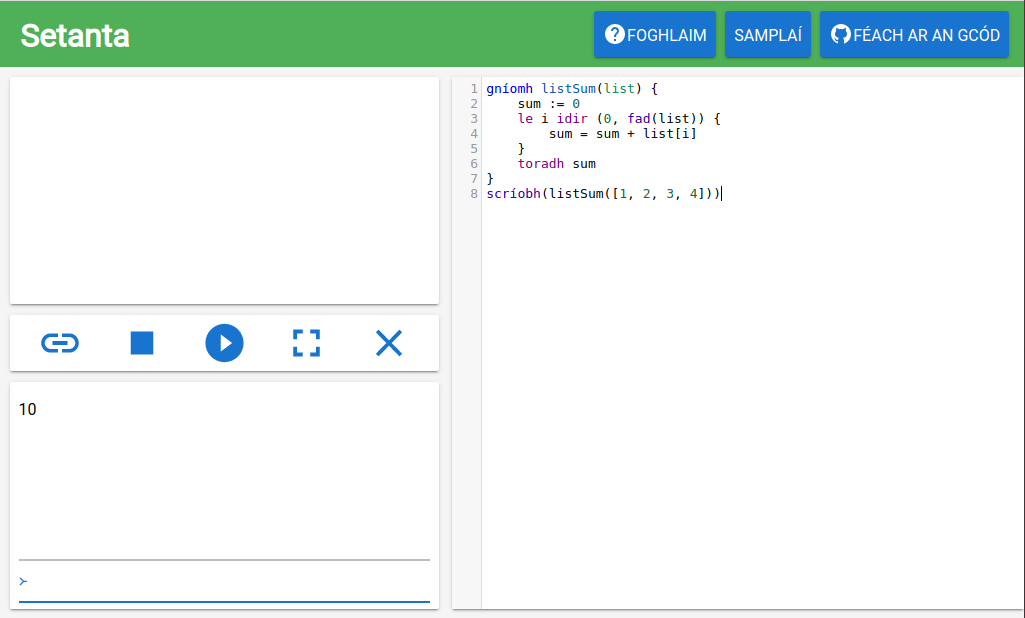 Setanta
FOGHLAIM
SAMPLAÍ
FÉACH AR AN GCÓD
1 gníomh listSum(list) {
2     sum := 0
3     le i idir (0, fad(list)) {
4         sum = sum + list[i]
5     }
6     toradh sum
7 }
8 scríobh(listSum([1, 2, 3, 4]))
10